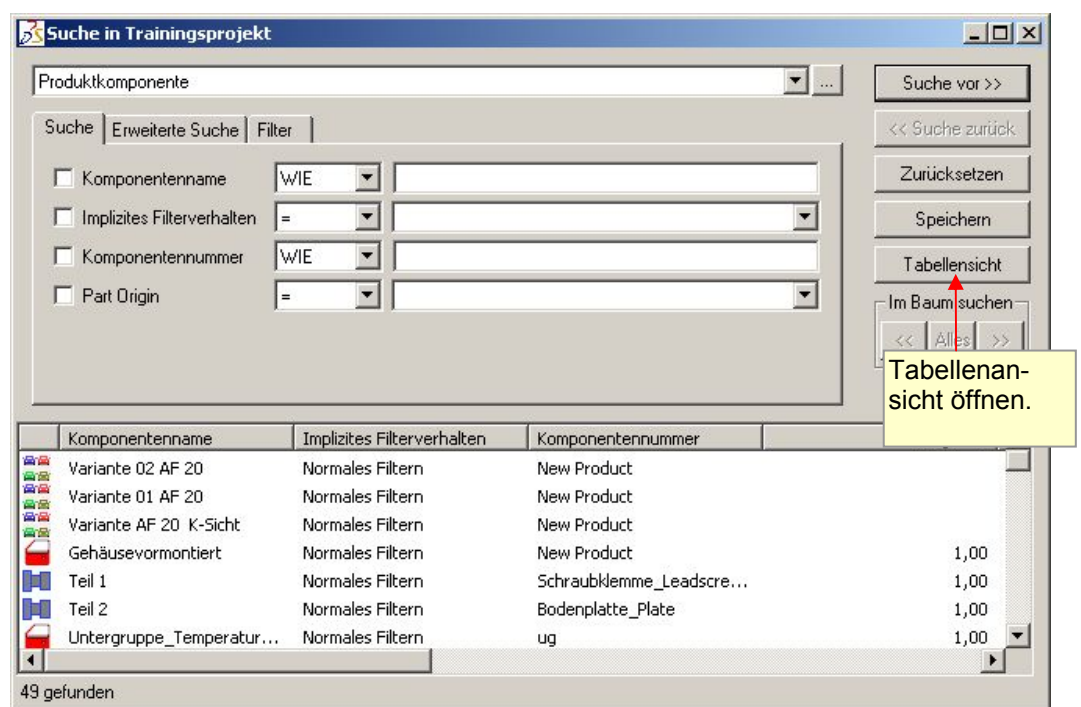 Suche in Trainingsprojekt
Produktkomponente
...
Suche vor >>
Suche
Erweiterte Suche
Filter
<< Suche zurück
Komponentenname
WIE
Zurücksetzen
Implizites Filterverhalten
=
Speichern
Komponentennummer
WIE
Tabellensicht
Part Origin
=
Im Baum suchen
<<
Alles
>>
Tabellenan-
sicht öffnen.
Komponentenname Implizites Filterverhalten Komponentennummer
Variante 02 AF 20 Normales Filtern New Product
Variante 01 AF 20 Normales Filtern New Product
Variante AF 20 K-Sicht Normales Filtern New Product
Gehäusevormontiert Normales Filtern New Product 1,00
Teil 1 Normales Filtern Schraubklemme_Leadscre... 1,00
Teil 2 Normales Filtern Bodenplatte_Plate 1,00
Untergruppe_Temperatur... Normales Filtern ug 1,00
49 gefunden